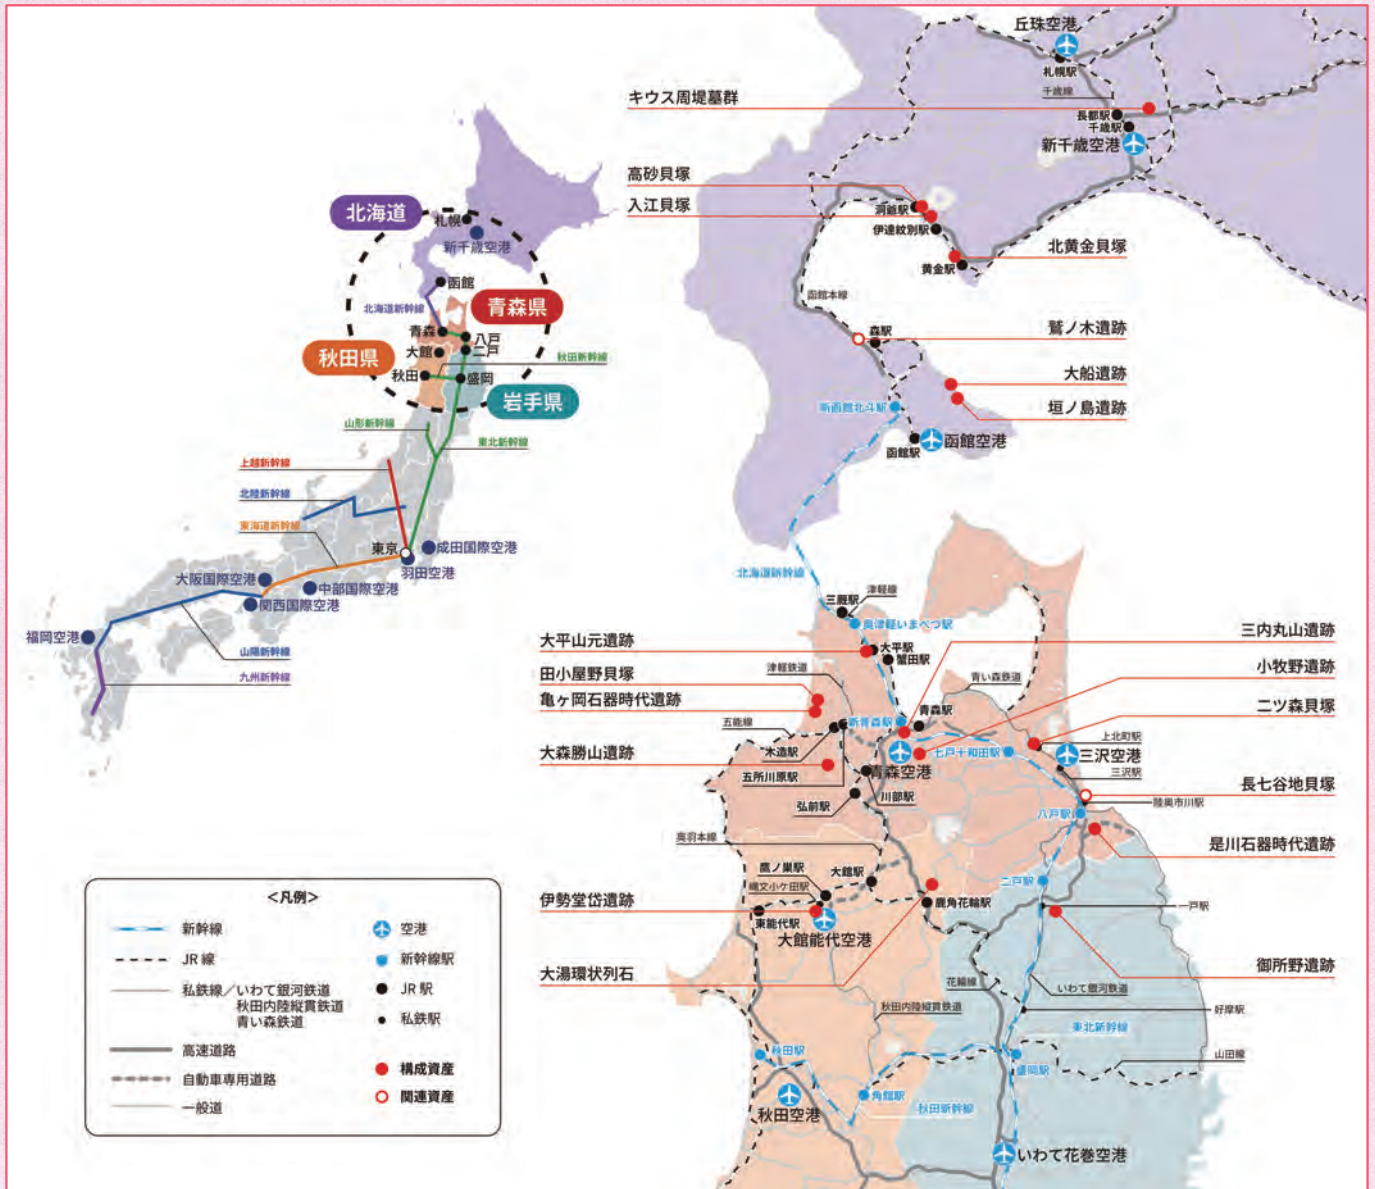 北海道
札幌
新千歳空港
函館
北海道新幹線
青森県
青森
八戸
二戸
大館
秋田県
秋田新幹線
秋田
盛岡
岩手県
山形新幹線
東北新幹線
上越新幹線
北陸新幹線
東海道新幹線
東京
成田国際空港
羽田空港
大阪国際空港
中部国際空港
関西国際空港
福岡空港
山陽新幹線
九州新幹線
<凡例>
新幹線
JR 線
私鉄線／いわて銀河鉄道
秋田内陸縦貫鉄道
青い森鉄道
高速道路
自動車専用道路
一般道
空港
新幹線駅
JR 駅
私鉄駅
構成資産
関連資産
丘珠空港
札幌駅
千歳線
キウス周堤墓群
長都駅
千歳駅
新千歳空港
高砂貝塚
入江貝塚
洞爺駅
伊達紋別駅
北黄金貝塚
黄金駅
函館本線
鷲ノ木遺跡
森駅
大船遺跡
垣ノ島遺跡
新函館北斗駅
函館駅
函館空港
北海道新幹線
三厩駅
津軽線
奥津軽いまべつ駅
大平山元遺跡
大平駅
蟹田駅
三内丸山遺跡
小牧野遺跡
田小屋野貝塚
津軽鉄道
青い森鉄道
亀ヶ岡石器時代遺跡
二ツ森貝塚
五能線
新青森駅
青森駅
上北町駅
大森勝山遺跡
木造駅
七戸十和田駅
三沢空港
青森空港
三沢駅
五所川原駅
長七谷地貝塚
弘前駅
川部駅
陸奥市川駅
八戸駅
奥羽本線
是川石器時代遺跡
鷹ノ巣駅
大館駅
縄文小ケ田駅
二戸駅
伊勢堂岱遺跡
鹿角花輪駅
一戸駅
東能代駅
大館能代空港
大湯環状列石
御所野遺跡
花輪線
いわて銀河鉄道
秋田内陸縦貫鉄道
好摩駅
東北新幹線
秋田駅
山田線
盛岡駅
角館駅
秋田新幹線
秋田空港
いわて花巻空港